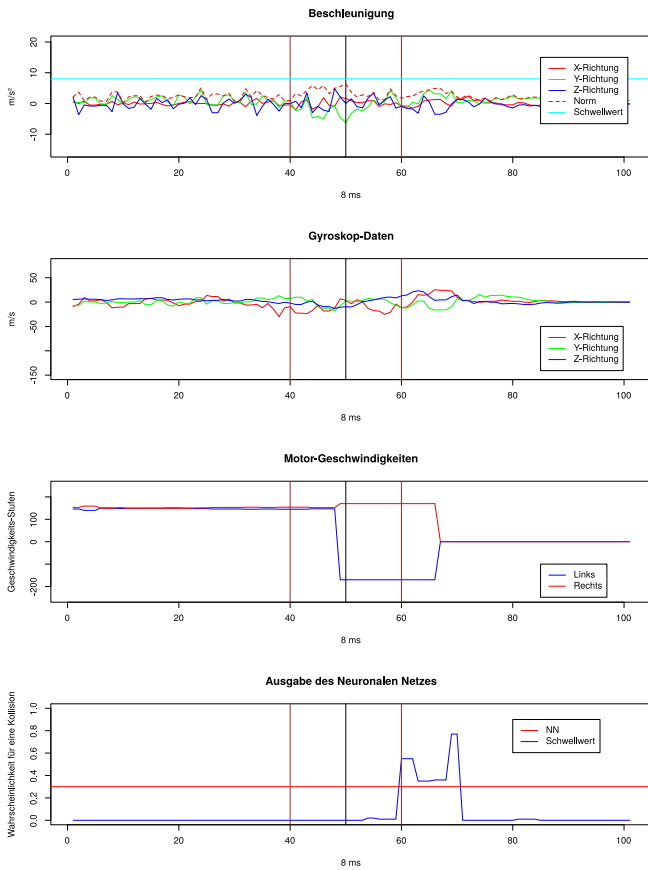 Beschleunigung
m/s²
20
10
0
-10
X-Richtung
Y-Richtung
Z-Richtung
Norm
Schwellwert
0 20 40 60 80 100
8 ms
Gyroskop-Daten
m/s
50
0
-50
-150
X-Richtung
Y-Richtung
Z-Richtung
0 20 40 60 80 100
8 ms
Motor-Geschwindigkeiten
Geschwindigkeits-Stufen
100
0
-200
Links
Rechts
0 20 40 60 80 100
8 ms
Ausgabe des Neuronalen Netzes
Wahrscheinlichkeit für eine Kollision
1.0
0.8
0.6
0.4
0.2
0.0
NN
Schwellwert
0 20 40 60 80 100
8 ms